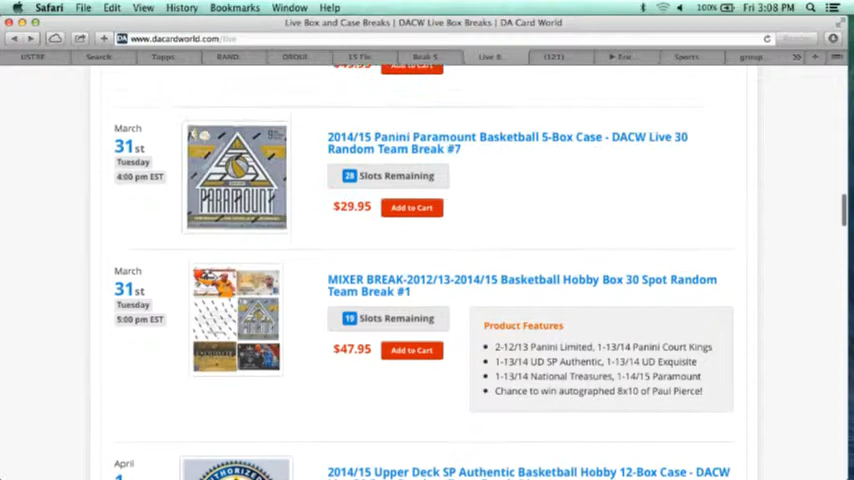 Safari File Edit View History Bookmarks Window Help 100% Fri 3:08 PM
Live Box and Case Breaks | DACW Live Box Breaks | DA Card World
www.dacardworld.com/live
Search: Topps BAND Beak S Live B (121) Sports group
Add to Cart
March
31st
Tuesday
4:00 pm EST
PARAMOUNT
2014/15 Panini Paramount Basketball 5-Box Case - DACW Live 30
Random Team Break #7
28 Slots Remaining
$29.95 Add to Cart
March
31st
Tuesday
5:00 pm EST
MIXER BREAK-2012/13-2014/15 Basketball Hobby Box 30 Spot Random
Team Break #1
19 Slots Remaining
$47.95 Add to Cart
Product Features
2-12/13 Panini Limited, 1-13/14 Panini Court Kings
1-13/14 UD SP Authentic, 1-13/14 UD Exquisite
1-13/14 National Treasures, 1-14/15 Paramount
Chance to win autographed 8x10 of Paul Pierce!
April
2014/15 Upper Deck SP Authentic Basketball Hobby 12-Box Case - DACW